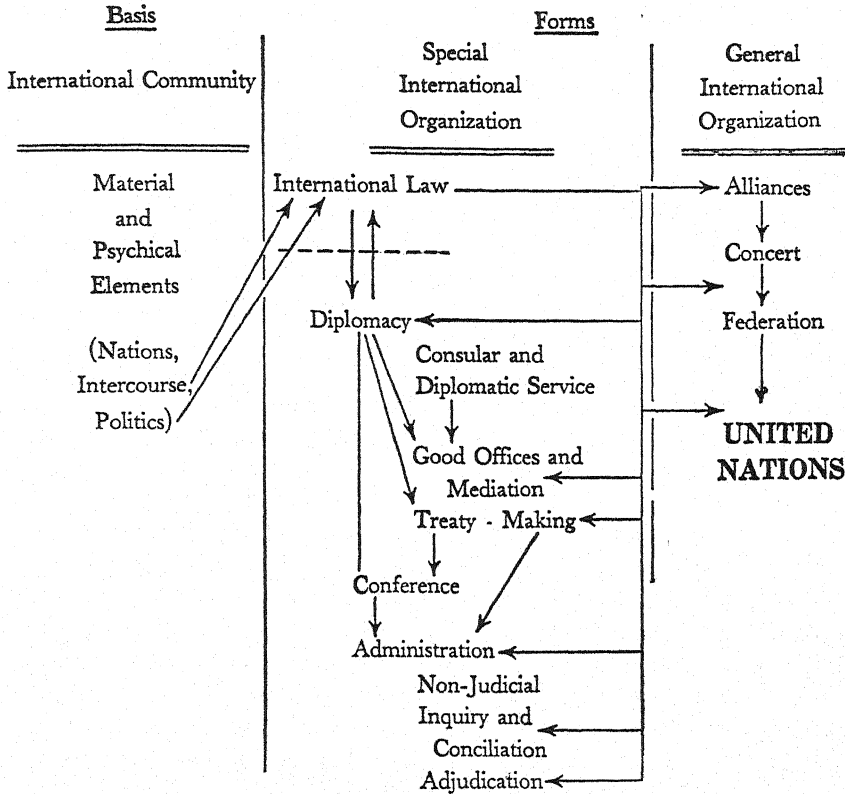 Basis
International Community
Material
and
Psychical
Elements
(Nations,
Intercourse,
Politics)
Forms
Special
International
Organization
International Law
Diplomacy
Consular and
Diplomatic Service
Good Offices and
Mediation
Treaty - Making
Conference
Administration
Non-Judicial
Inquiry and
Conciliation
Adjudication
General
International
Organization
Alliances
Concert
Federation
UNITED
NATIONS